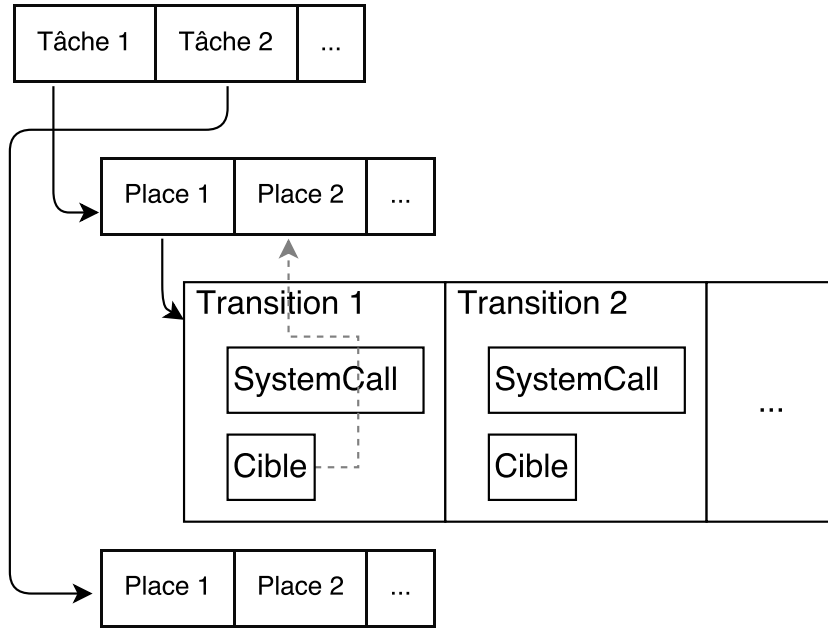 Tâche 1 Tâche 2 ...
Place 1 Place 2 ...
Transition 1 Transition 2
SystemCall SystemCall
...
Cible Cible
Place 1 Place 2 ...